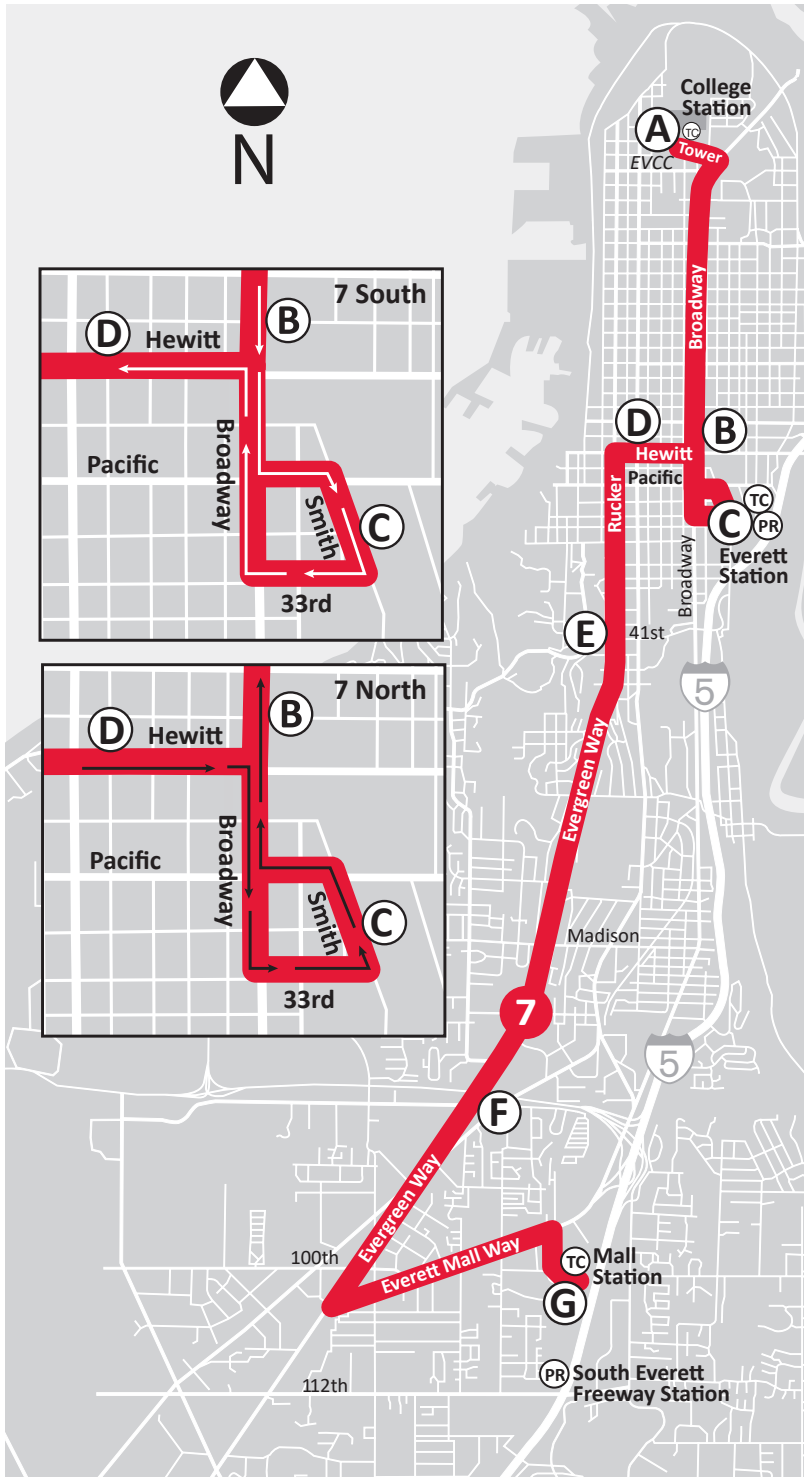 N
College
Station
A
TC
EVCC
Tower
Broadway
B
D
Hewitt
Pacific
Rucker
TC
C
PR
Everett
Station
Broadway
E
41st
5
Evergreen Way
Madison
7
5
F
Evergreen Way
100th
Everett Mall Way
TC
Mall
Station
G
112th
PR
South Everett
Freeway Station
7 South
B
D
Hewitt
Broadway
Pacific
Smith
C
33rd
7 North
B
D
Hewitt
Broadway
Pacific
Smith
C
33rd